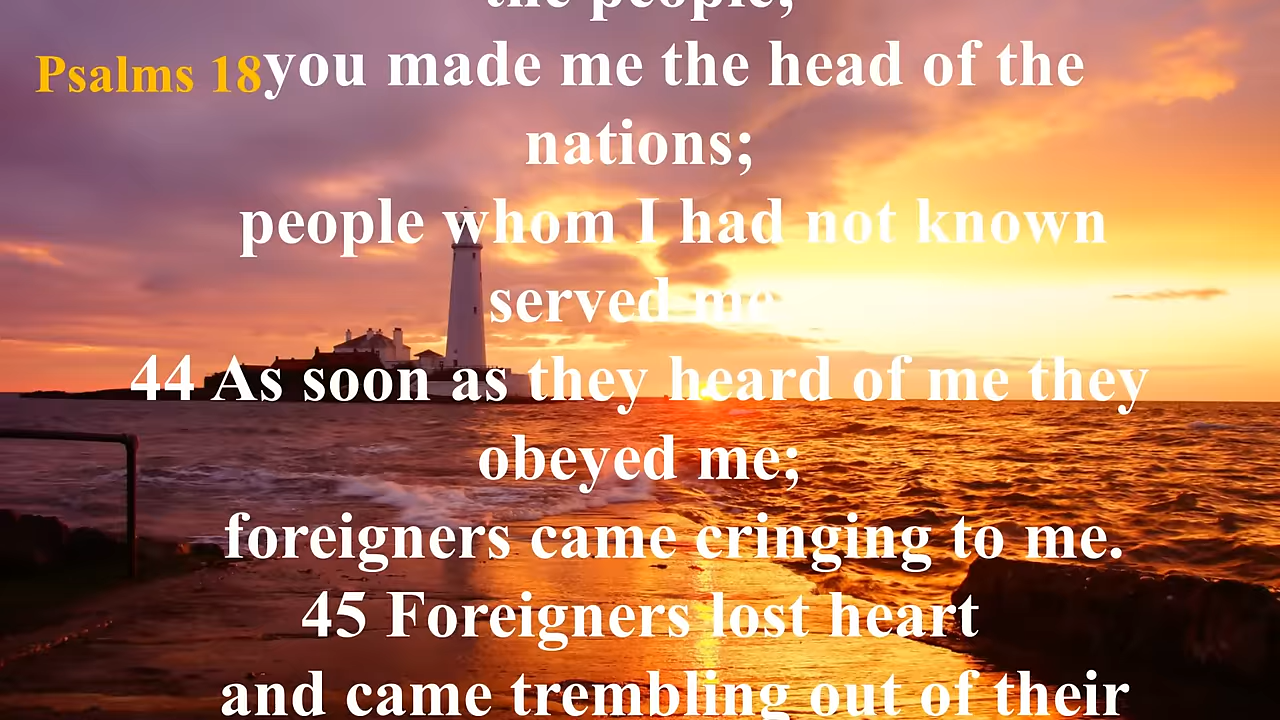 the people;
Psalms 18
you made me the head of the
nations;
people whom I had not known
served me.
44 As soon as they heard of me they
obeyed me;
foreigners came cringing to me.
45 Foreigners lost heart
and came trembling out of their